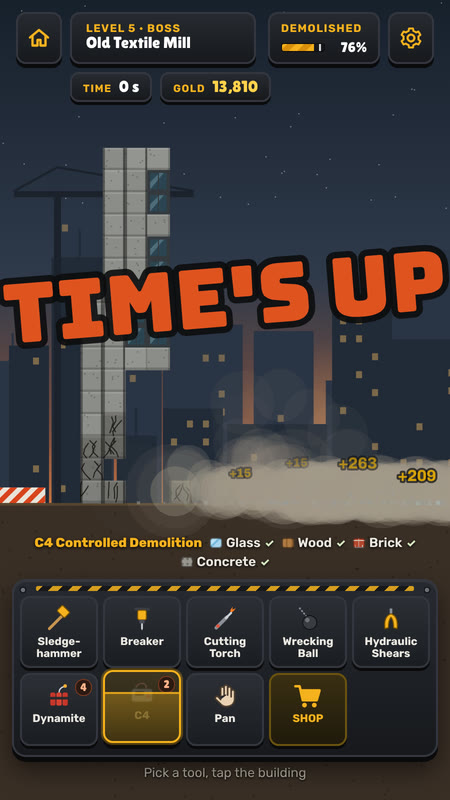 LEVEL 5 • BOSS
Old Textile Mill
DEMOLISHED
76%
TIME 0 s
GOLD 13,810
TIME'S UP
+15
+15
+263
+209
C4 Controlled Demolition Glass ✓ Wood ✓ Brick ✓
Concrete ✓
Sledge-
hammer
Breaker
Cutting
Torch
Wrecking
Ball
Hydraulic
Shears
4
Dynamite
2
C4
Pan
SHOP
Pick a tool, tap the building